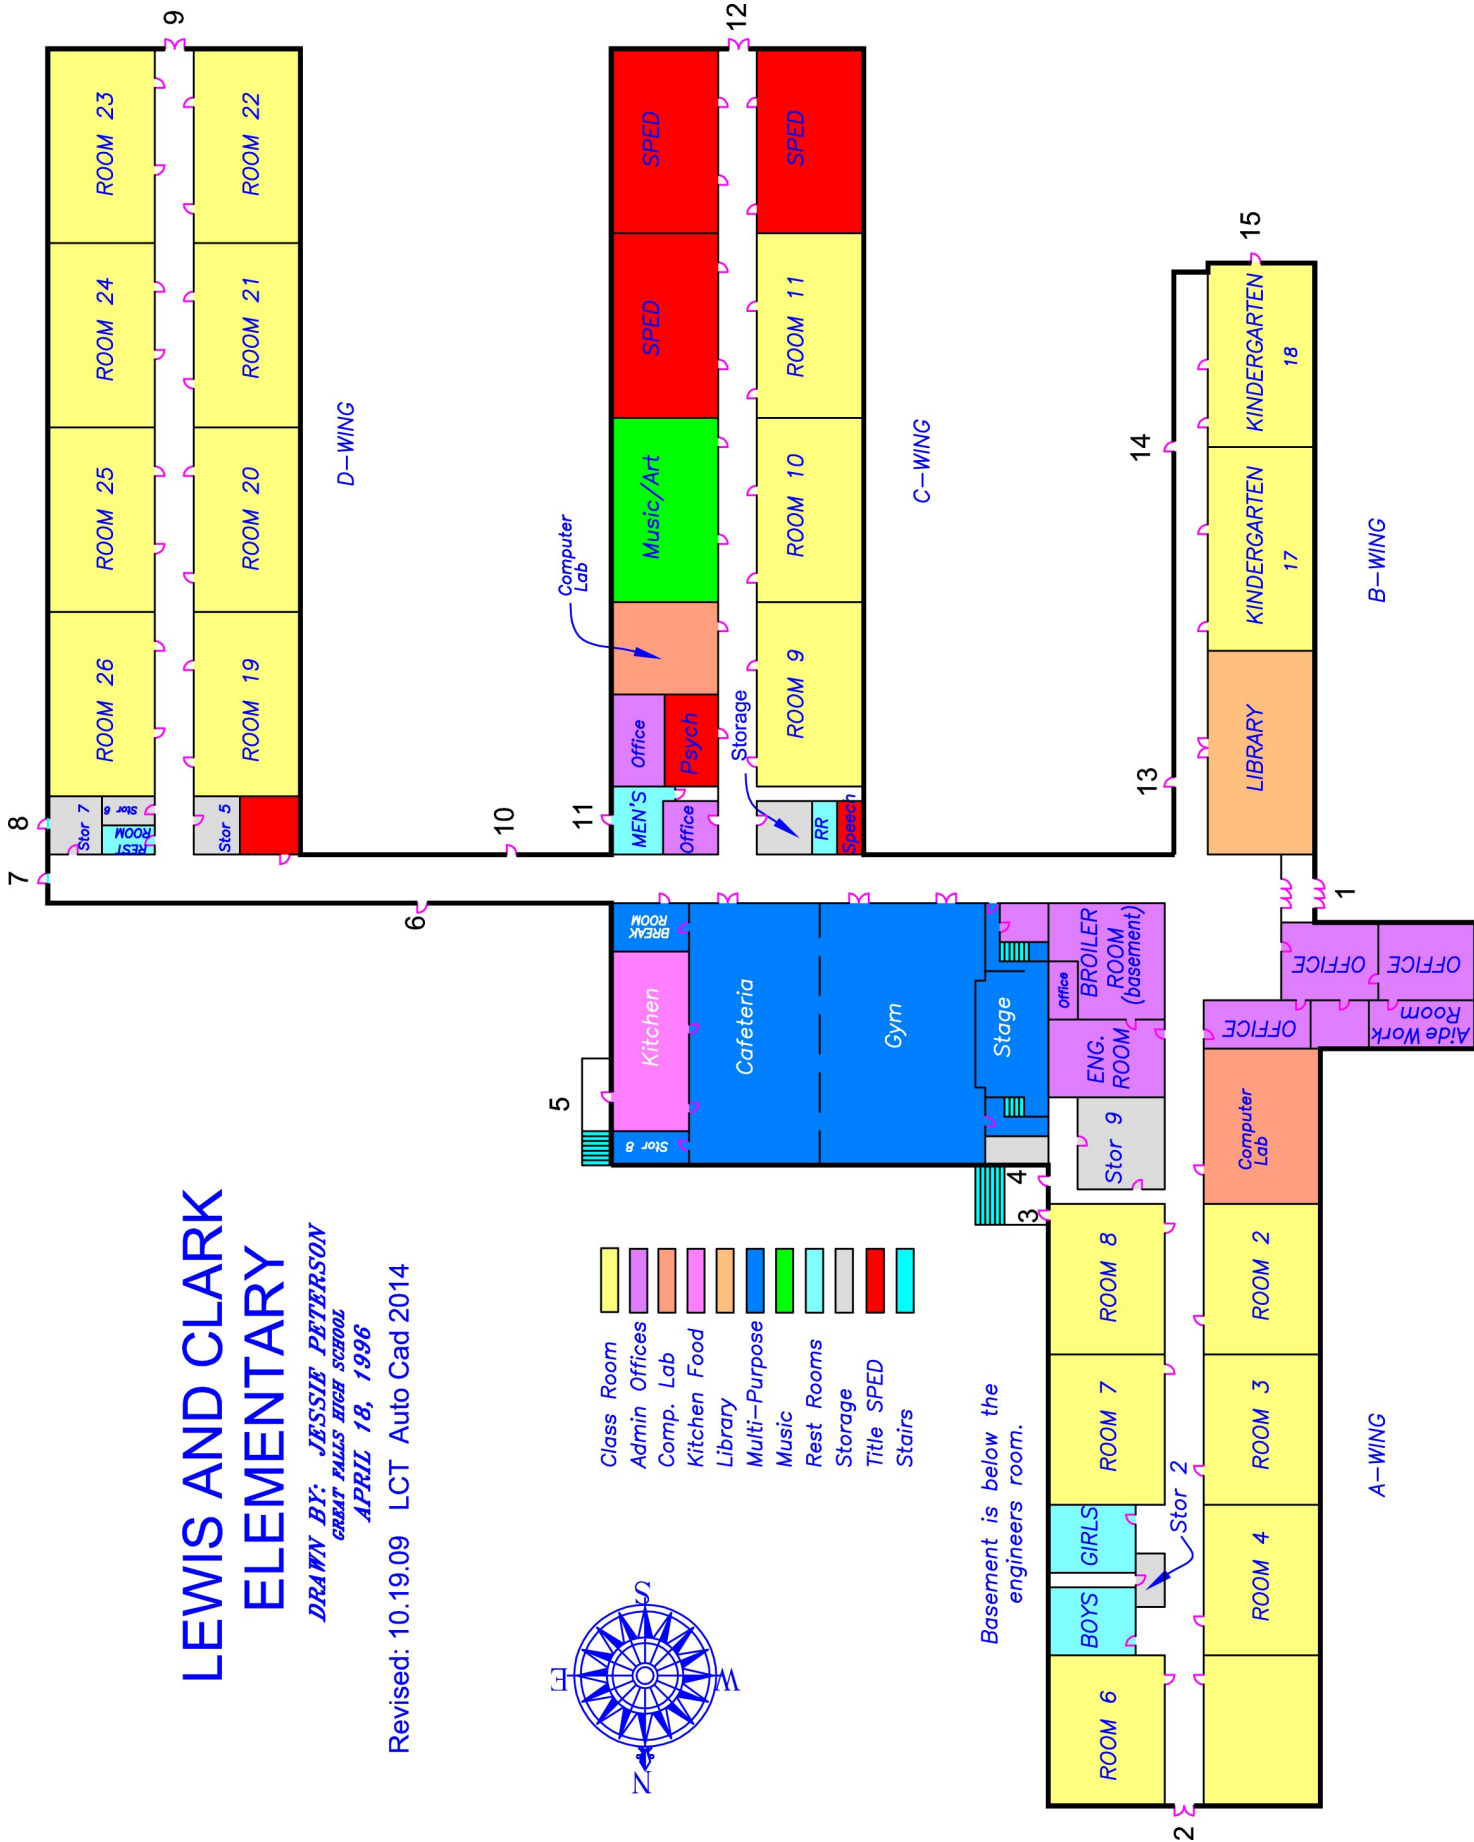 LEWIS AND CLARK
ELEMENTARY
DRAWN BY: JESSIE PETERSON
GREAT FALLS HIGH SCHOOL
APRIL 18, 1996
Revised: 10.19.09 LCT Auto Cad 2014
N
E
S
W
Class Room
Admin Offices
Comp. Lab
Kitchen Food
Library
Multi-Purpose
Music
Rest Rooms
Storage
Title SPED
Stairs
Basement is below the
engineers room.
7
8
9
ROOM 26
ROOM 25
ROOM 24
ROOM 23
Stor 7
Stor 6
REST
ROOM
Stor 5
ROOM 19
ROOM 20
ROOM 21
ROOM 22
D-WING
6
10
11
12
Computer
Lab
MEN'S
Office
Office
Psych
Music/Art
SPED
SPED
Storage
RR
Speech
ROOM 9
ROOM 10
ROOM 11
SPED
C-WING
5
Stor 8
Kitchen
BREAK
ROOM
Cafeteria
Gym
Stage
3
4
Office
BROILER
ROOM
(basement)
ENG.
ROOM
Stor 9
13
14
15
LIBRARY
KINDERGARTEN
17
KINDERGARTEN
18
B-WING
1
OFFICE
OFFICE
OFFICE
Aide Work
Room
Computer
Lab
ROOM 6
BOYS
GIRLS
ROOM 7
ROOM 8
Stor 2
2
ROOM 4
ROOM 3
ROOM 2
A-WING